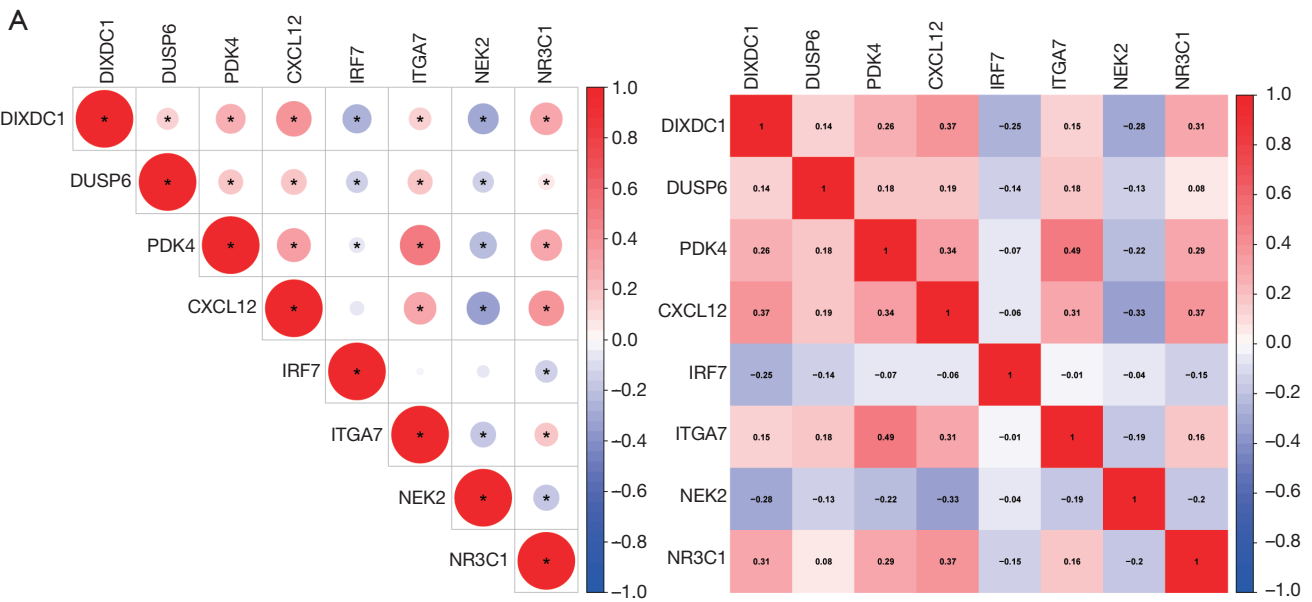 A
DIXDC1 DUSP6 PDK4 CXCL12 IRF7 ITGA7 NEK2 NR3C1
DIXDC1 * * * * * * * *
DUSP6 * * * * * * *
PDK4 * * * * * *
CXCL12 * * * *
IRF7 * *
ITGA7 * * *
NEK2 * *
NR3C1 *
1.0
0.8
0.6
0.4
0.2
0.0
−0.2
−0.4
−0.6
−0.8
−1.0
DIXDC1 DUSP6 PDK4 CXCL12 IRF7 ITGA7 NEK2 NR3C1
DIXDC1 1 0.14 0.26 0.37 −0.25 0.15 −0.28 0.31
DUSP6 0.14 1 0.18 0.19 −0.14 0.18 −0.13 0.08
PDK4 0.26 0.18 1 0.34 −0.07 0.49 −0.22 0.29
CXCL12 0.37 0.19 0.34 1 −0.06 0.31 −0.33 0.37
IRF7 −0.25 −0.14 −0.07 −0.06 1 −0.01 −0.04 −0.15
ITGA7 0.15 0.18 0.49 0.31 −0.01 1 −0.19 0.16
NEK2 −0.28 −0.13 −0.22 −0.33 −0.04 −0.19 1 −0.2
NR3C1 0.31 0.08 0.29 0.37 −0.15 0.16 −0.2 1
1.0
0.8
0.6
0.4
0.2
0.0
−0.2
−0.4
−0.6
−0.8
−1.0